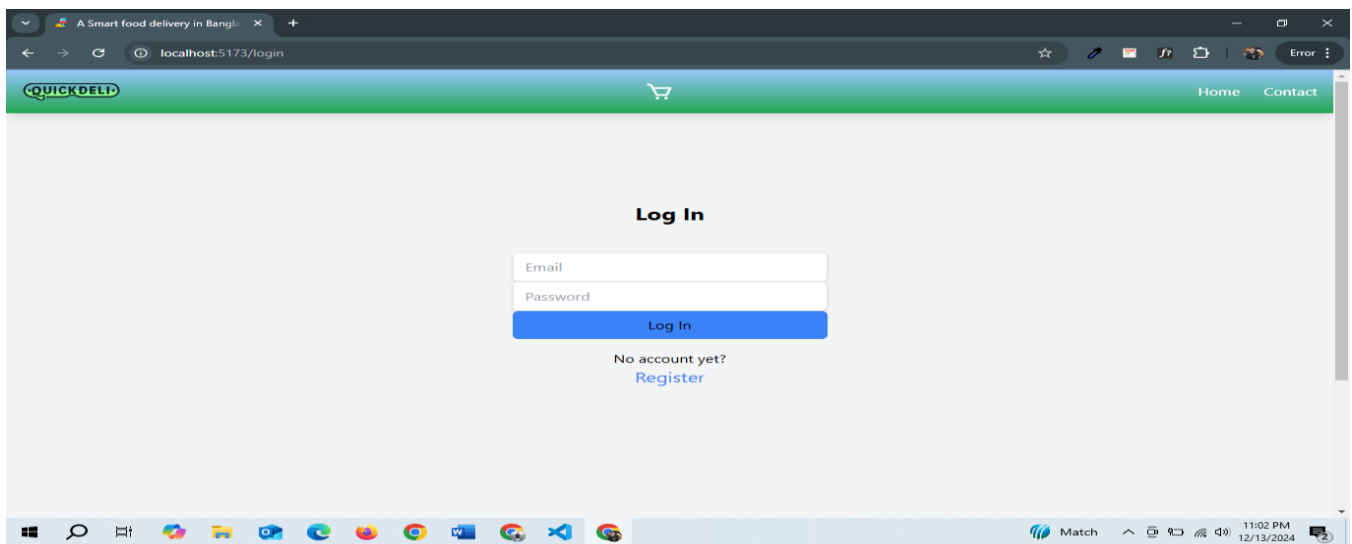 A Smart food delivery in Bangla
localhost:5173/login
Error
QUICKDELI
Home Contact
Log In
Email
Password
Log In
No account yet?
Register
Match
11:02 PM
12/13/2024
2